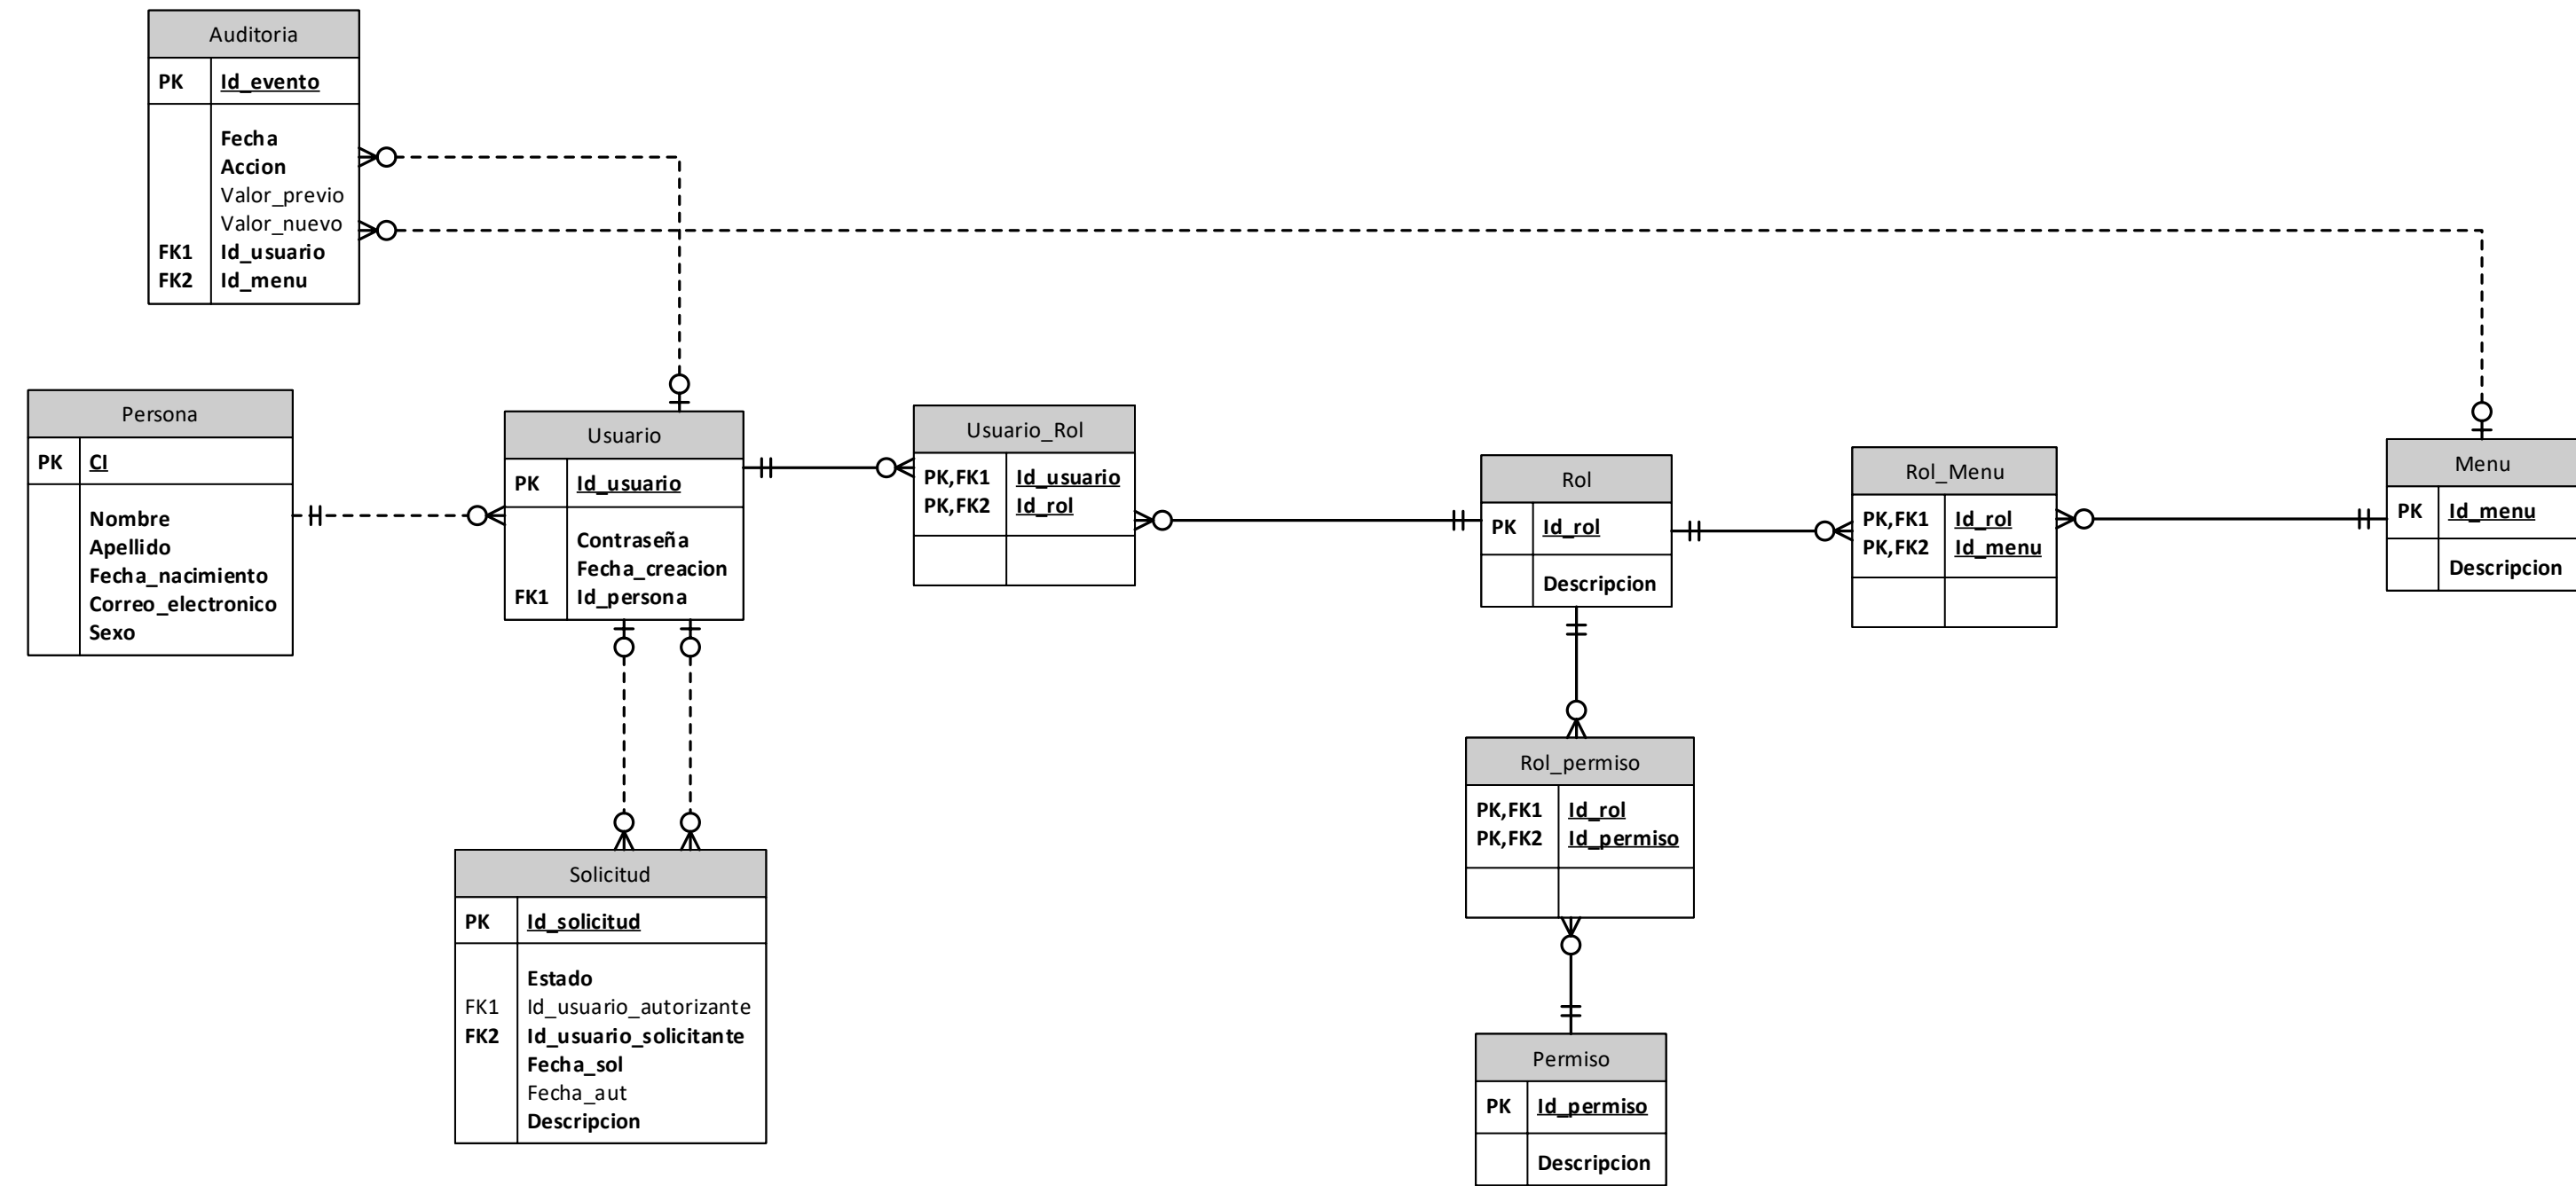 Auditoria
PK Id_evento
Fecha
Accion
Valor_previo
Valor_nuevo
FK1 Id_usuario
FK2 Id_menu
Persona
PK CI
Nombre
Apellido
Fecha_nacimiento
Correo_electronico
Sexo
Usuario
PK Id_usuario
Contraseña
Fecha_creacion
FK1 Id_persona
Usuario_Rol
PK,FK1 Id_usuario
PK,FK2 Id_rol
Rol
PK Id_rol
Descripcion
Rol_Menu
PK,FK1 Id_rol
PK,FK2 Id_menu
Menu
PK Id_menu
Descripcion
Solicitud
PK Id_solicitud
Estado
FK1 Id_usuario_autorizante
FK2 Id_usuario_solicitante
Fecha_sol
Fecha_aut
Descripcion
Rol_permiso
PK,FK1 Id_rol
PK,FK2 Id_permiso
Permiso
PK Id_permiso
Descripcion